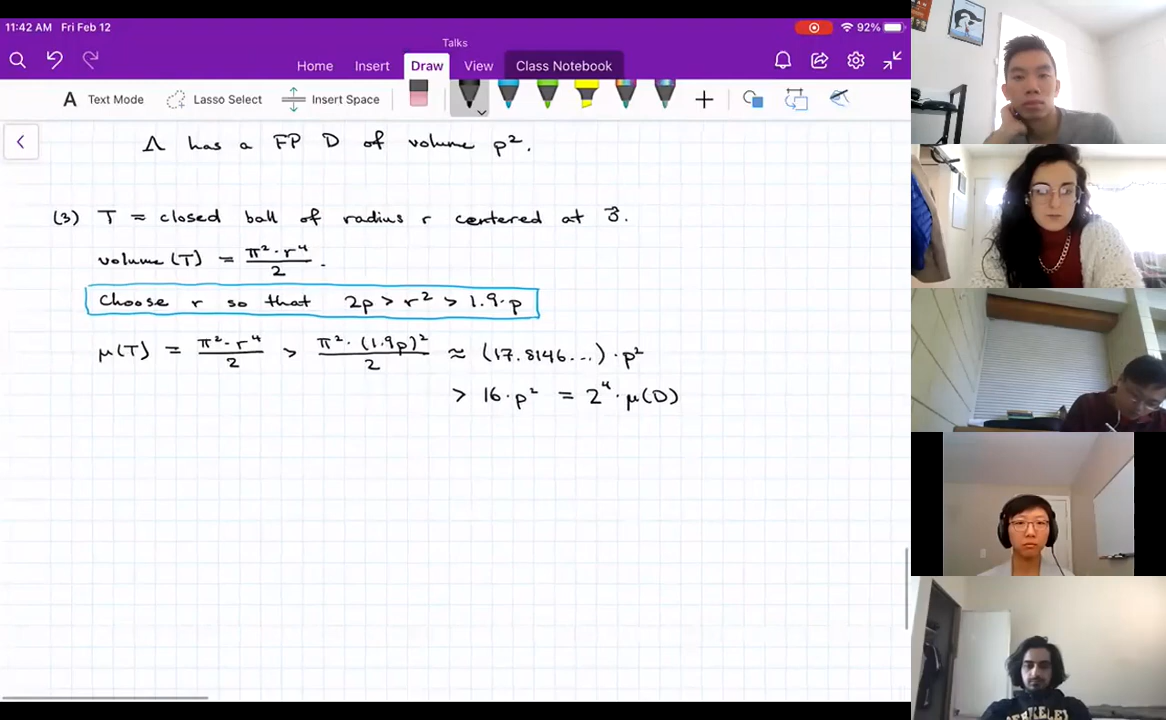 11:42 AM Fri Feb 12
92%
Talks
Home Insert Draw View Class Notebook
Text Mode Lasso Select Insert Space
Λ has a FP D of volume p².
(3) T = closed ball of radius r centered at 0⃗.
volume (T) = π²·r⁴/2.
Choose r so that 2p > r² > 1.9·p
μ(T) = π²·r⁴/2 > π²·(1.9p)²/2 ≈ (17.8146...)·p²
> 16·p² = 2⁴·μ(D)
BERKELEY